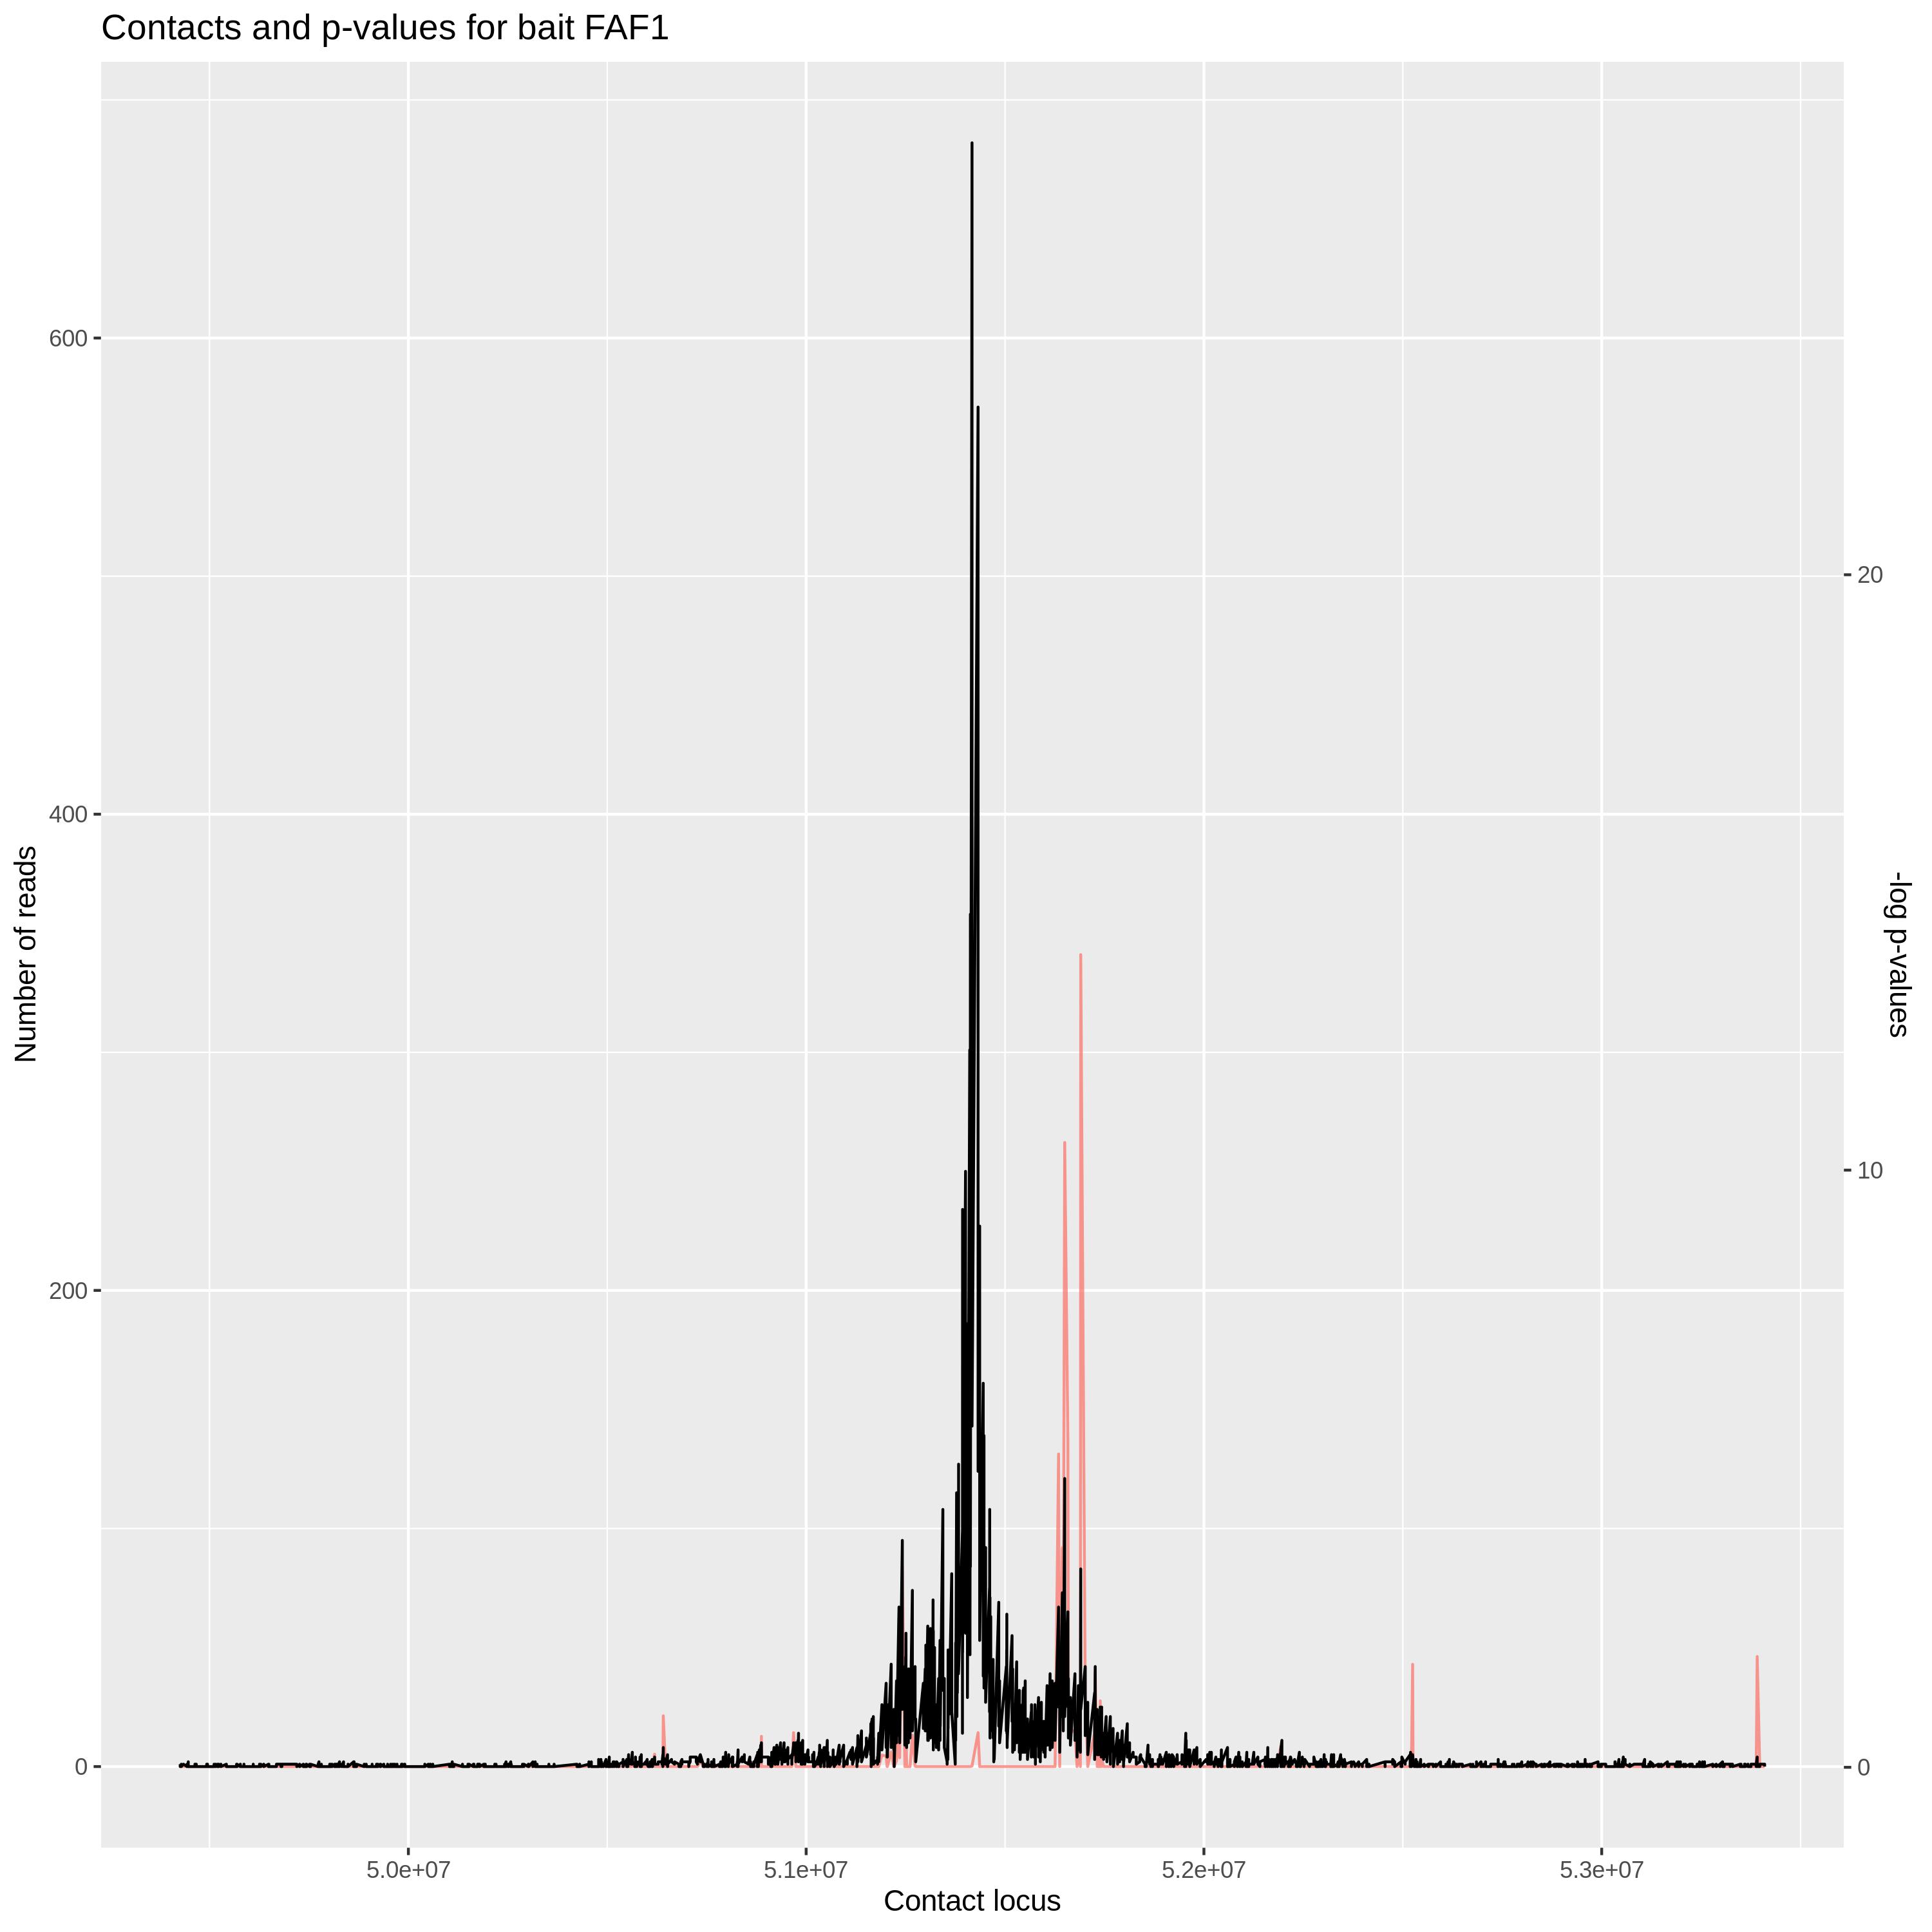 Contacts and p-values for bait FAF1
Number of reads
600
400
200
0
20
10
0
-log p-values
5.0e+07
5.1e+07
5.2e+07
5.3e+07
Contact locus